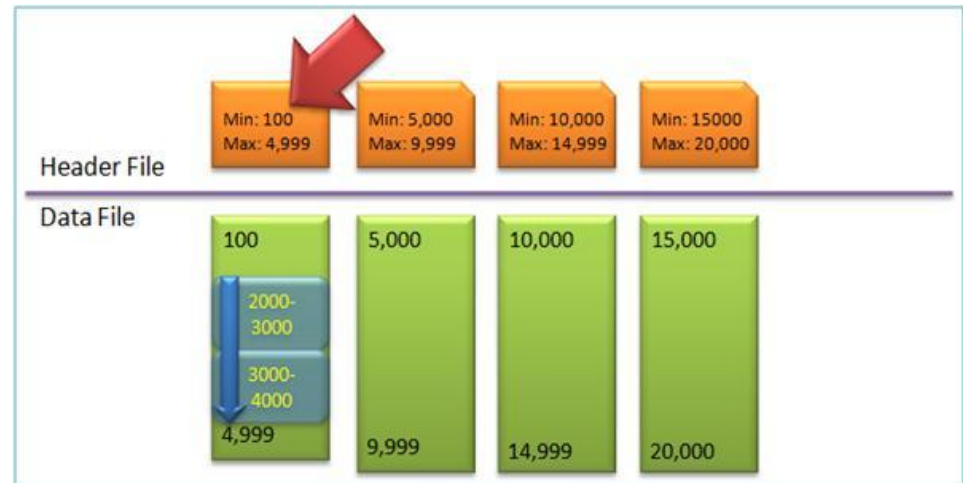 Min: 100
Max: 4,999
Min: 5,000
Max: 9,999
Min: 10,000
Max: 14,999
Min: 15000
Max: 20,000
Header File
Data File
100
2000-
3000
3000-
4000
4,999
5,000
9,999
10,000
14,999
15,000
20,000